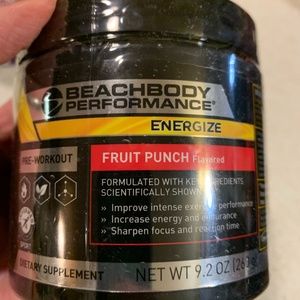 BEACHBODY
PERFORMANCE®
ENERGIZE
PRE-WORKOUT
FRUIT PUNCH Flavored
FORMULATED WITH KEY INGREDIENTS
SCIENTIFICALLY SHOWN
» Improve intense exercise performance
» Increase energy and endurance
» Sharpen focus and reaction time
SPORT
DIETARY SUPPLEMENT
NET WT 9.2 OZ